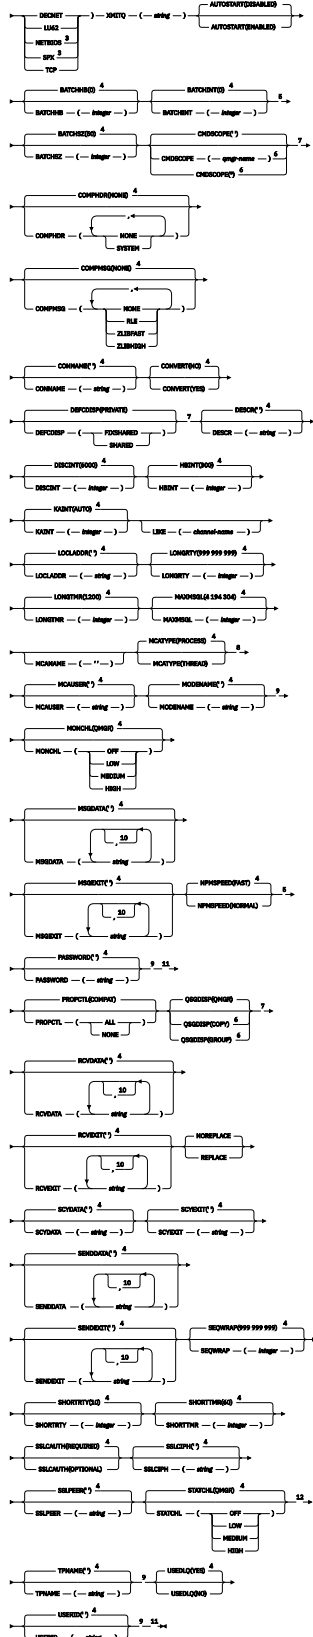 AUTOSTART(DISABLED)
DECNET ) XMITQ ( string )
LU62 AUTOSTART(ENABLED)
NETBIOS 3
SPX 3
TCP
BATCHHB(0) 4 BATCHINT(0) 4
BATCHHB ( integer ) BATCHINT ( integer ) 5
BATCHSZ(50) 4 CMDSCOPE(' ') 7
BATCHSZ ( integer ) CMDSCOPE ( qmgr-name ) 6
CMDSCOPE(*) 6
COMPHDR(NONE) 4
,
COMPHDR ( NONE )
SYSTEM
COMPMSG(NONE) 4
,
COMPMSG ( NONE )
RLE
ZLIBFAST
ZLIBHIGH
CONNAME(' ') 4 CONVERT(NO) 4
CONNAME ( string ) CONVERT(YES)
DEFCDISP(PRIVATE) 7 DESCR(' ') 4
DEFCDISP ( FIXSHARED ) DESCR ( string )
SHARED
DISCINT(6000) 4 HBINT(300) 4
DISCINT ( integer ) HBINT ( integer )
KAINT(AUTO) 4
KAINT ( integer ) LIKE ( channel-name )
LOCLADDR(' ') 4 LONGRTY(999 999 999) 4
LOCLADDR ( string ) LONGRTY ( integer )
LONGTMR(1200) 4 MAXMSGL(4 194 304) 4
LONGTMR ( integer ) MAXMSGL ( integer )
MCATYPE(PROCESS) 4 8
MCANAME ( ' ' ) MCATYPE(THREAD)
MCAUSER(' ') 4 MODENAME(' ') 4 9
MCAUSER ( string ) MODENAME ( string )
MONCHL(QMGR) 4
MONCHL ( OFF )
LOW
MEDIUM
HIGH
MSGDATA(' ') 4
, 10
MSGDATA ( string )
MSGEXIT(' ') 4 NPMSPEED(FAST) 4 5
, 10 NPMSPEED(NORMAL)
MSGEXIT ( string )
PASSWORD(' ') 4 9 11
PASSWORD ( string )
PROPCTL(COMPAT) QSGDISP(QMGR) 7
PROPCTL ( ALL ) QSGDISP(COPY) 6
NONE QSGDISP(GROUP) 6
RCVDATA(' ') 4
, 10
RCVDATA ( string )
RCVEXIT(' ') 4 NOREPLACE
, 10 REPLACE
RCVEXIT ( string )
SCYDATA(' ') 4 SCYEXIT(' ') 4
SCYDATA ( string ) SCYEXIT ( string )
SENDDATA(' ') 4
, 10
SENDDATA ( string )
SENDEXIT(' ') 4 SEQWRAP(999 999 999) 4
, 10 SEQWRAP ( integer )
SENDEXIT ( string )
SHORTRTY(10) 4 SHORTTMR(60) 4
SHORTRTY ( integer ) SHORTTMR ( integer )
SSLCAUTH(REQUIRED) 4 SSLCIPH(' ') 4
SSLCAUTH(OPTIONAL) SSLCIPH ( string )
SSLPEER(' ') 4 STATCHL(QMGR) 4 12
SSLPEER ( string ) STATCHL ( OFF )
LOW
MEDIUM
HIGH
TPNAME(' ') 4 9 USEDLQ(YES) 4
TPNAME ( string ) USEDLQ(NO)
USERID(' ') 4 9 11
USERID ( string )